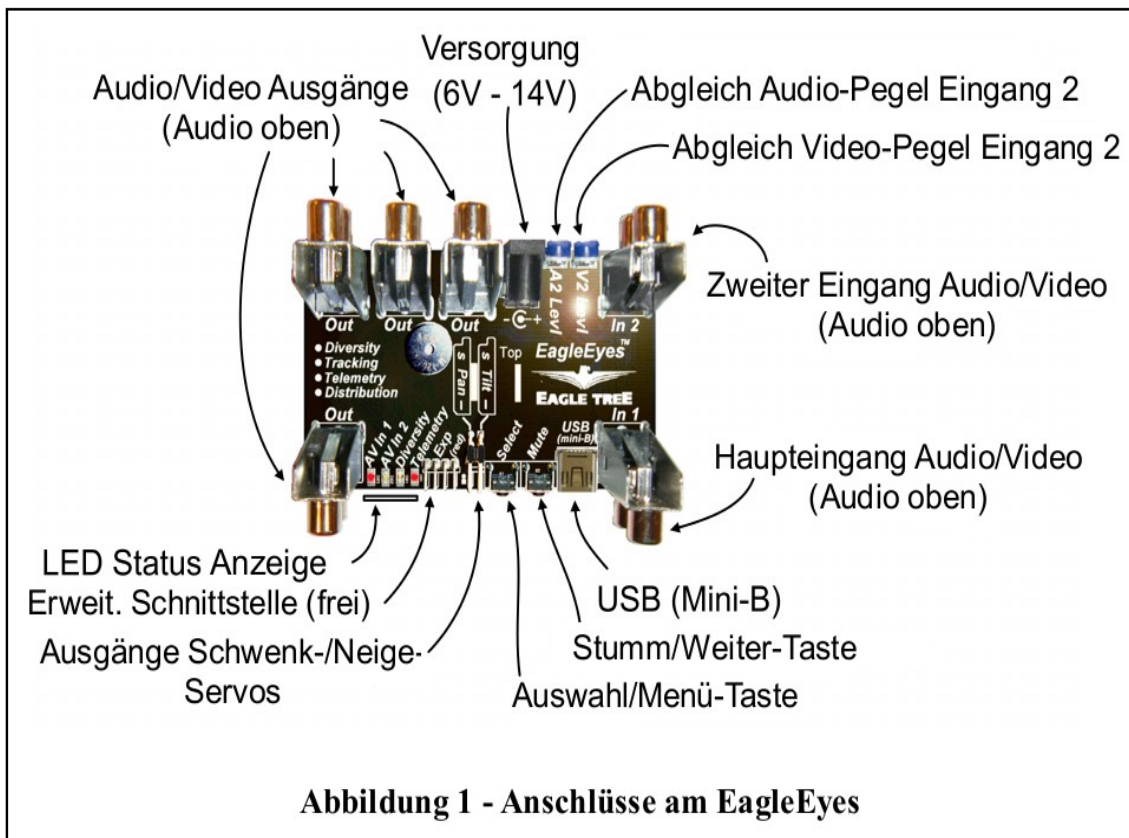 Versorgung
(6V - 14V)
Audio/Video Ausgänge
(Audio oben)
Abgleich Audio-Pegel Eingang 2
Abgleich Video-Pegel Eingang 2
Zweiter Eingang Audio/Video
(Audio oben)
Out
Out
Out
A2 Levl
V2 Levl
In 2
- +
Diversity
Tracking
Telemetry
Distribution
s Pan -
s Tilt -
Top
EagleEyes™
EAGLE TREE
Out
In 1
AV In 1
AV In 2
Diversity
Telemetry
Exp
(red)
Select
Mute
USB
(mini-B)
Haupteingang Audio/Video
(Audio oben)
LED Status Anzeige
Erweit. Schnittstelle (frei)
Ausgänge Schwenk-/Neige-
Servos
USB (Mini-B)
Stumm/Weiter-Taste
Auswahl/Menü-Taste
Abbildung 1 - Anschlüsse am EagleEyes